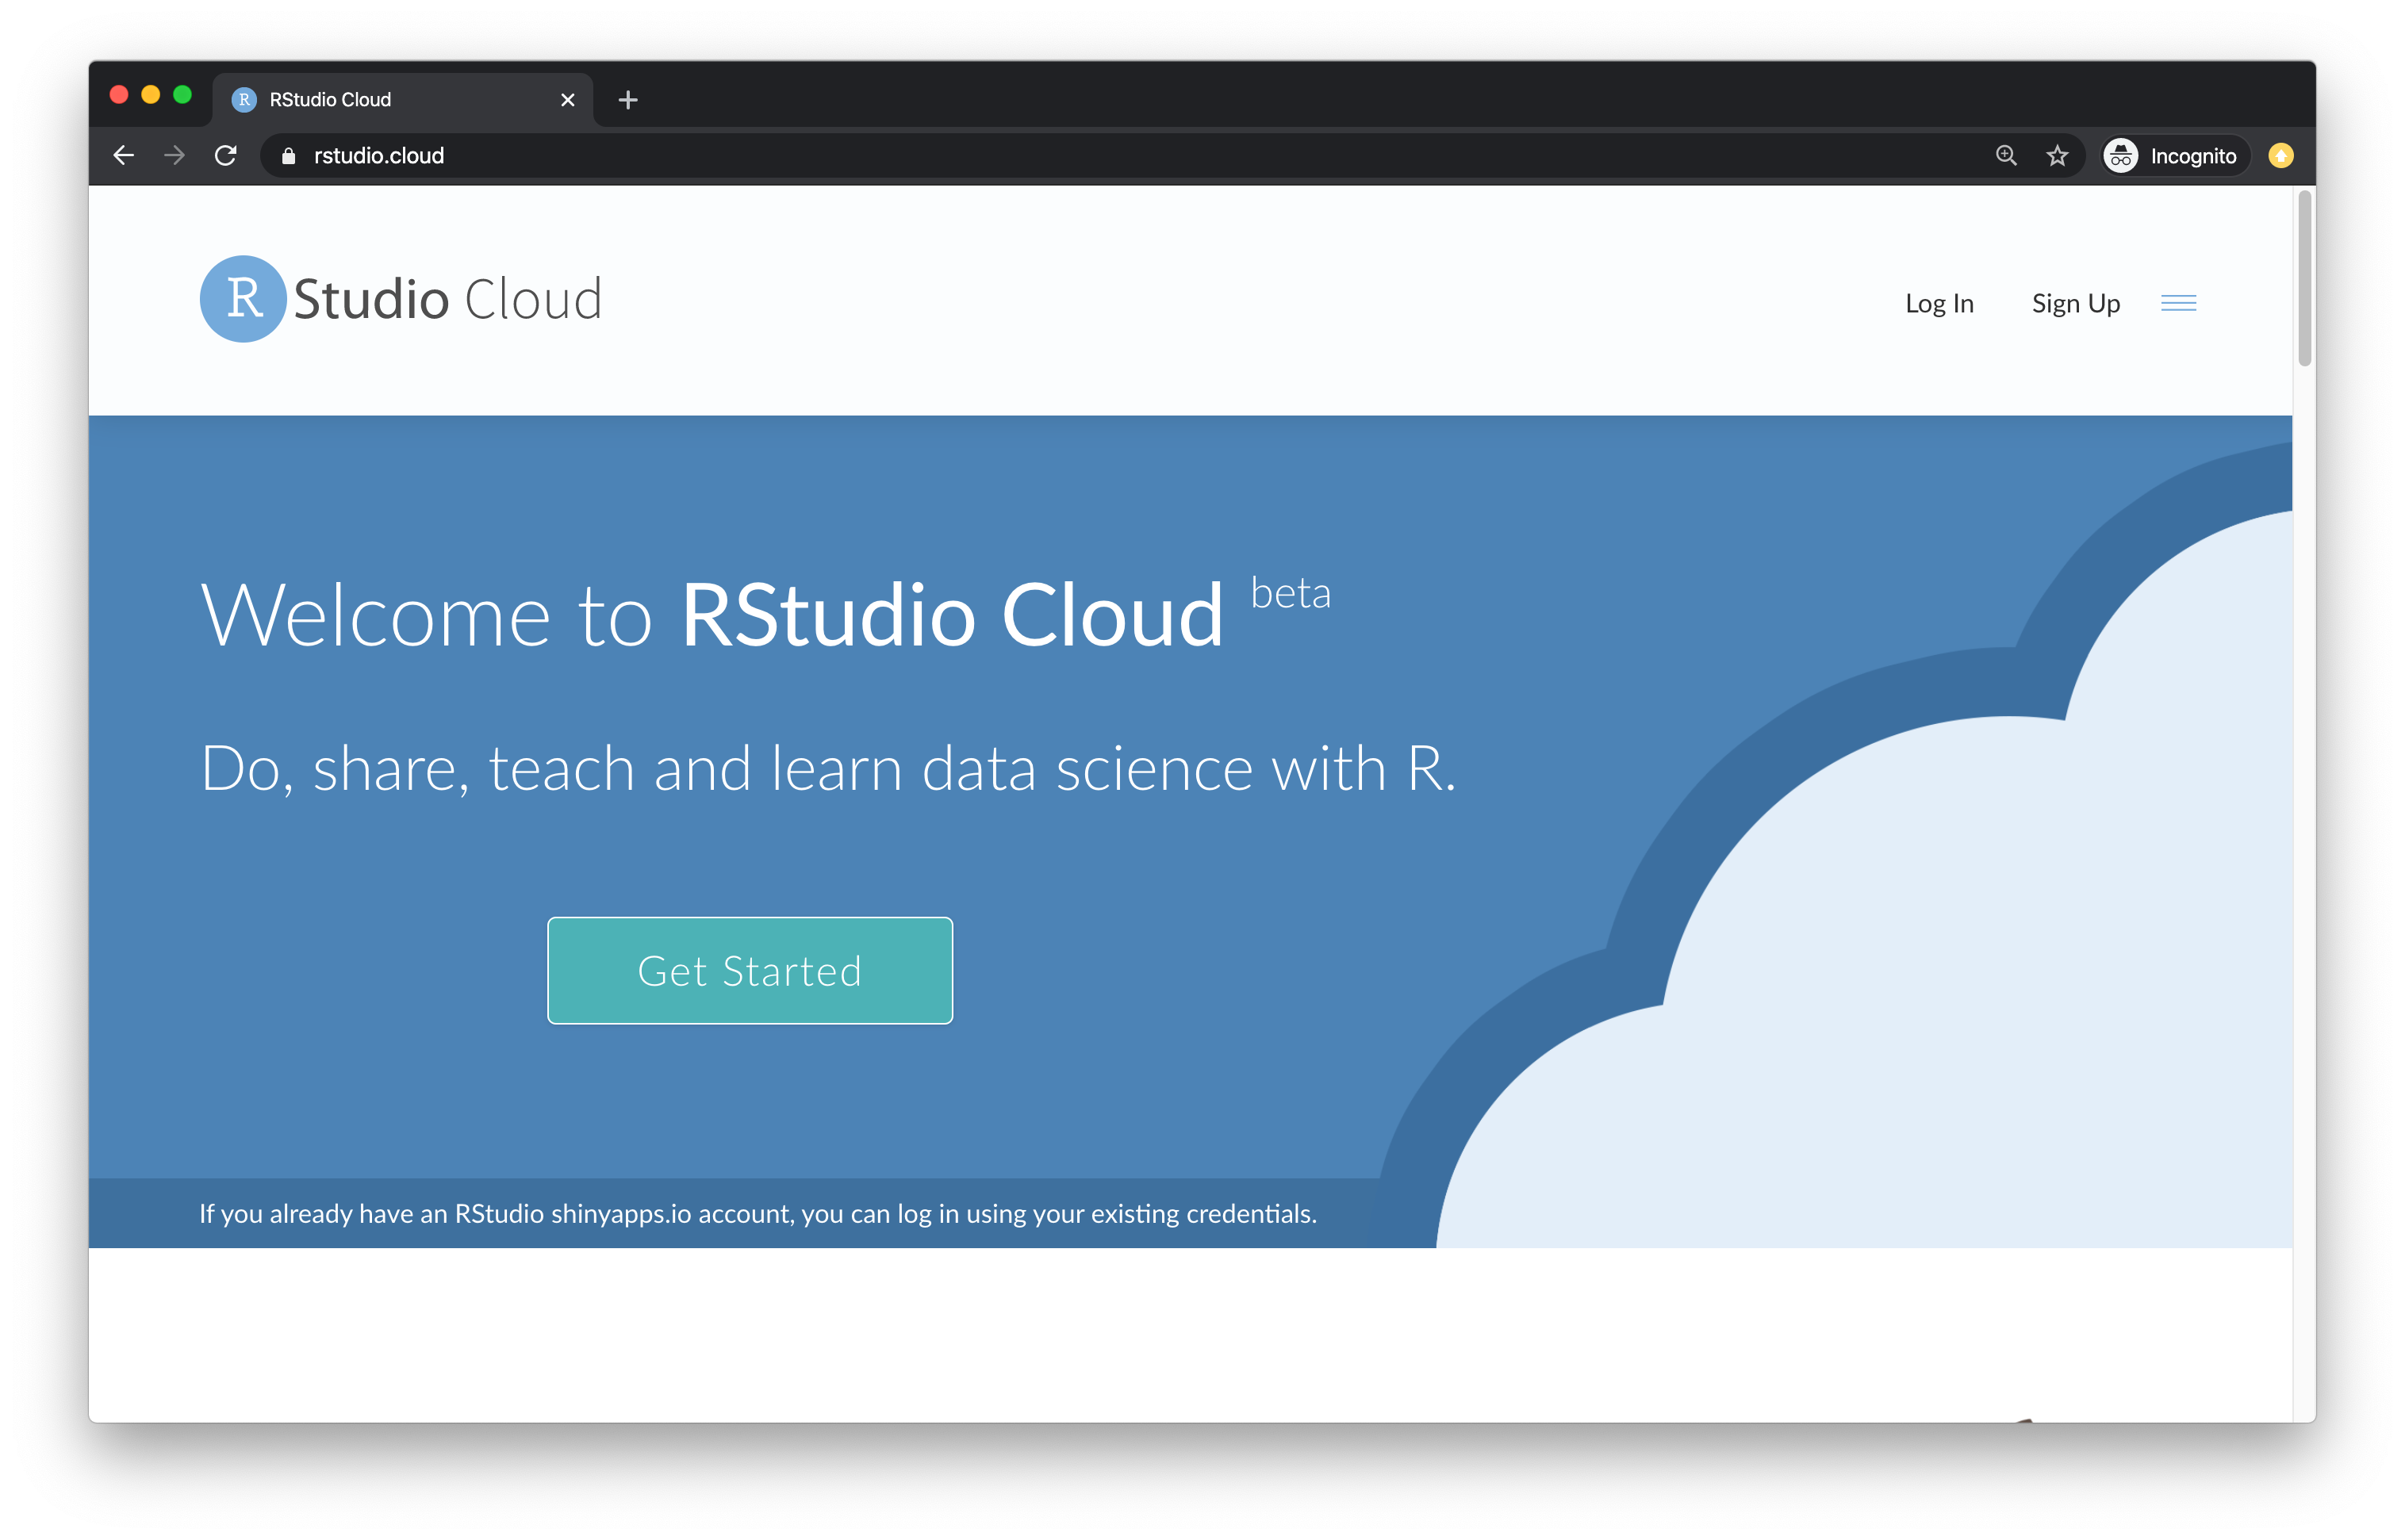 RStudio Cloud
rstudio.cloud
Incognito
R Studio Cloud
Log In
Sign Up
Welcome to RStudio Cloud beta
Do, share, teach and learn data science with R.
Get Started
If you already have an RStudio shinyapps.io account, you can log in using your existing credentials.